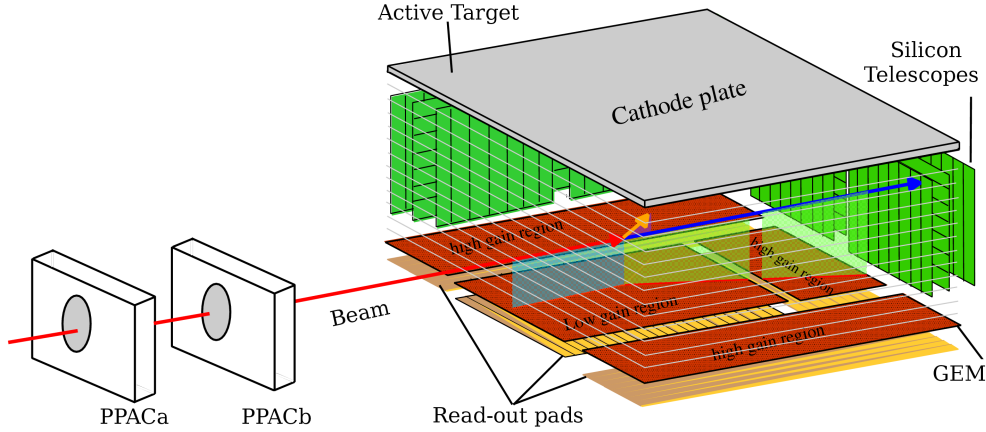 Active Target
Silicon
Telescopes
Cathode plate
high gain region
high gain region
Beam
Low gain region
high gain region
GEM
PPACa
PPACb
Read-out pads